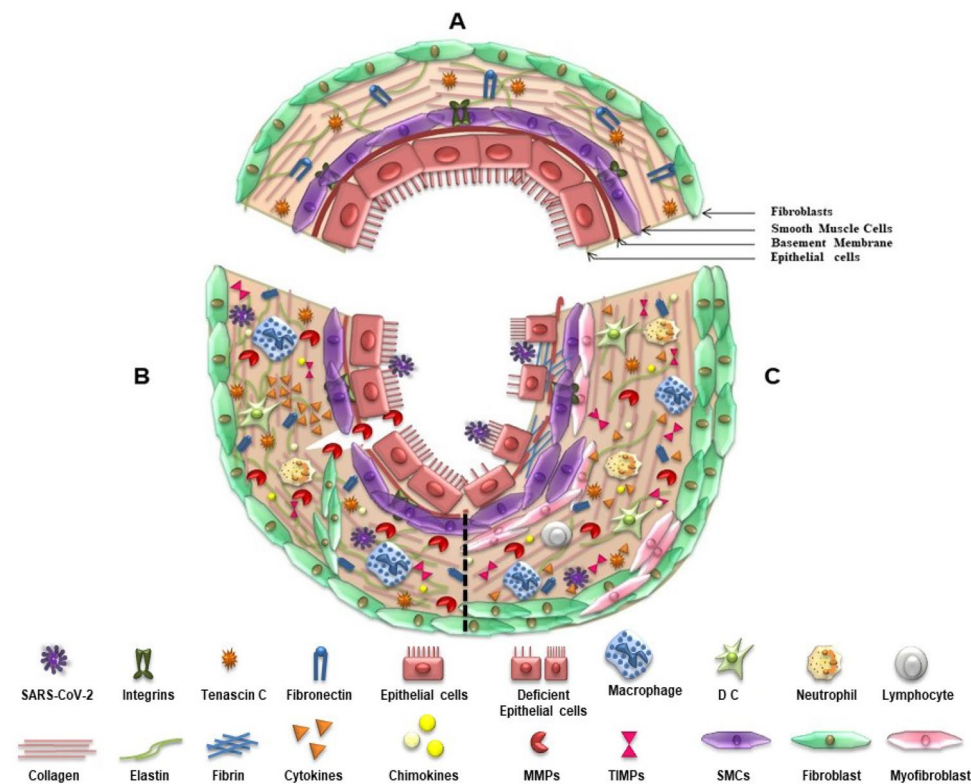 A
Fibroblasts
Smooth Muscle Cells
Basement Membrane
Epithelial cells
B
C
SARS-CoV-2
Integrins
Tenascin C
Fibronectin
Epithelial cells
Deficient
Epithelial cells
Macrophage
D C
Neutrophil
Lymphocyte
Collagen
Elastin
Fibrin
Cytokines
Chimokines
MMPs
TIMPs
SMCs
Fibroblast
Myofibroblast